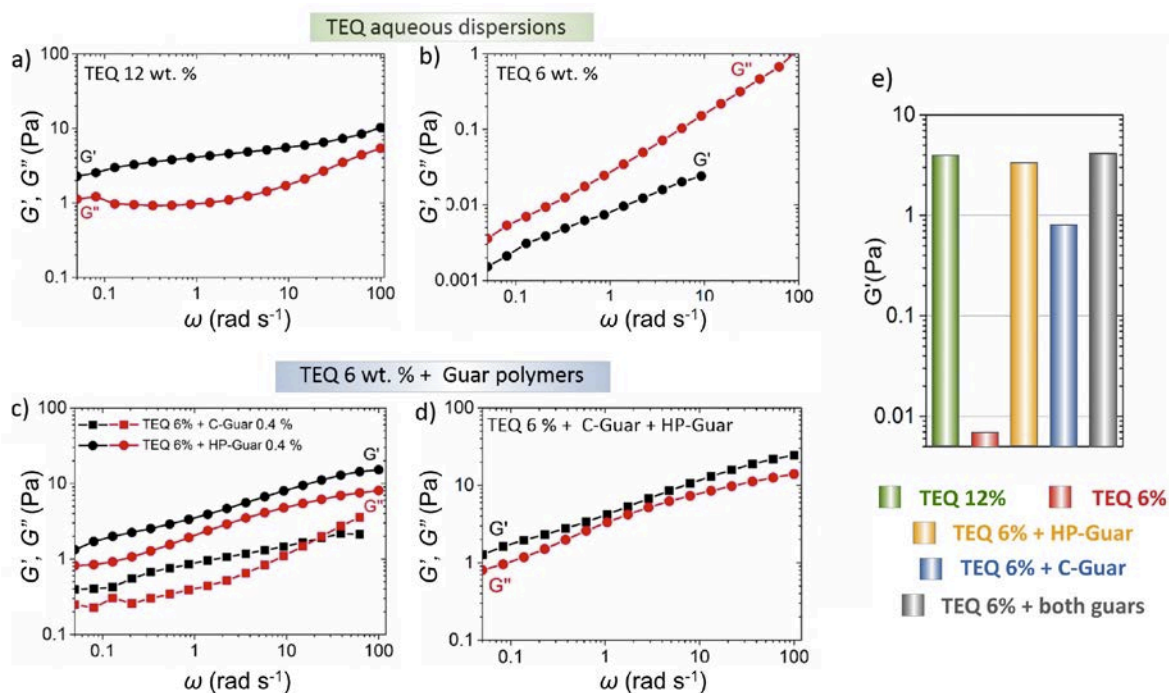 TEQ aqueous dispersions
a)
TEQ 12 wt. %
G', G'' (Pa)
100
10
1
0.1
G'
G''
0.1 1 10 100
ω (rad s⁻¹)
b)
TEQ 6 wt. %
G', G'' (Pa)
1
0.1
0.01
0.001
G''
G'
0.1 1 10 100
ω (rad s⁻¹)
TEQ 6 wt. % + Guar polymers
c)
TEQ 6% + C-Guar 0.4 %
TEQ 6% + HP-Guar 0.4 %
G', G'' (Pa)
100
10
1
0.1
G'
G''
0.1 1 10 100
ω (rad s⁻¹)
d)
TEQ 6 % + C-Guar + HP-Guar
G', G'' (Pa)
100
10
1
0.1
G'
G''
0.1 1 10 100
ω (rad s⁻¹)
e)
G'(Pa)
10
1
0.1
0.01
TEQ 12% TEQ 6%
TEQ 6% + HP-Guar
TEQ 6% + C-Guar
TEQ 6% + both guars